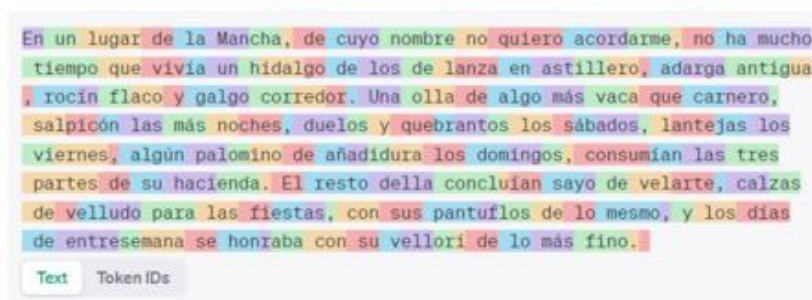 En un lugar de la Mancha, de cuyo nombre no quiero acordarme, no ha mucho
tiempo que vivía un hidalgo de los de lanza en astillero, adarga antigua
, rocín flaco y galgo corredor. Una olla de algo más vaca que carnero,
salpicón las más noches, duelos y quebrantos los sábados, lantejas los
viernes, algún palomino de añadidura los domingos, consumían las tres
partes de su hacienda. El resto della concluían sayo de velarte, calzas
de velludo para las fiestas, con sus pantuflos de lo mesmo, y los días
de entresemana se honraba con su vellorí de lo más fino.
Text Token IDs